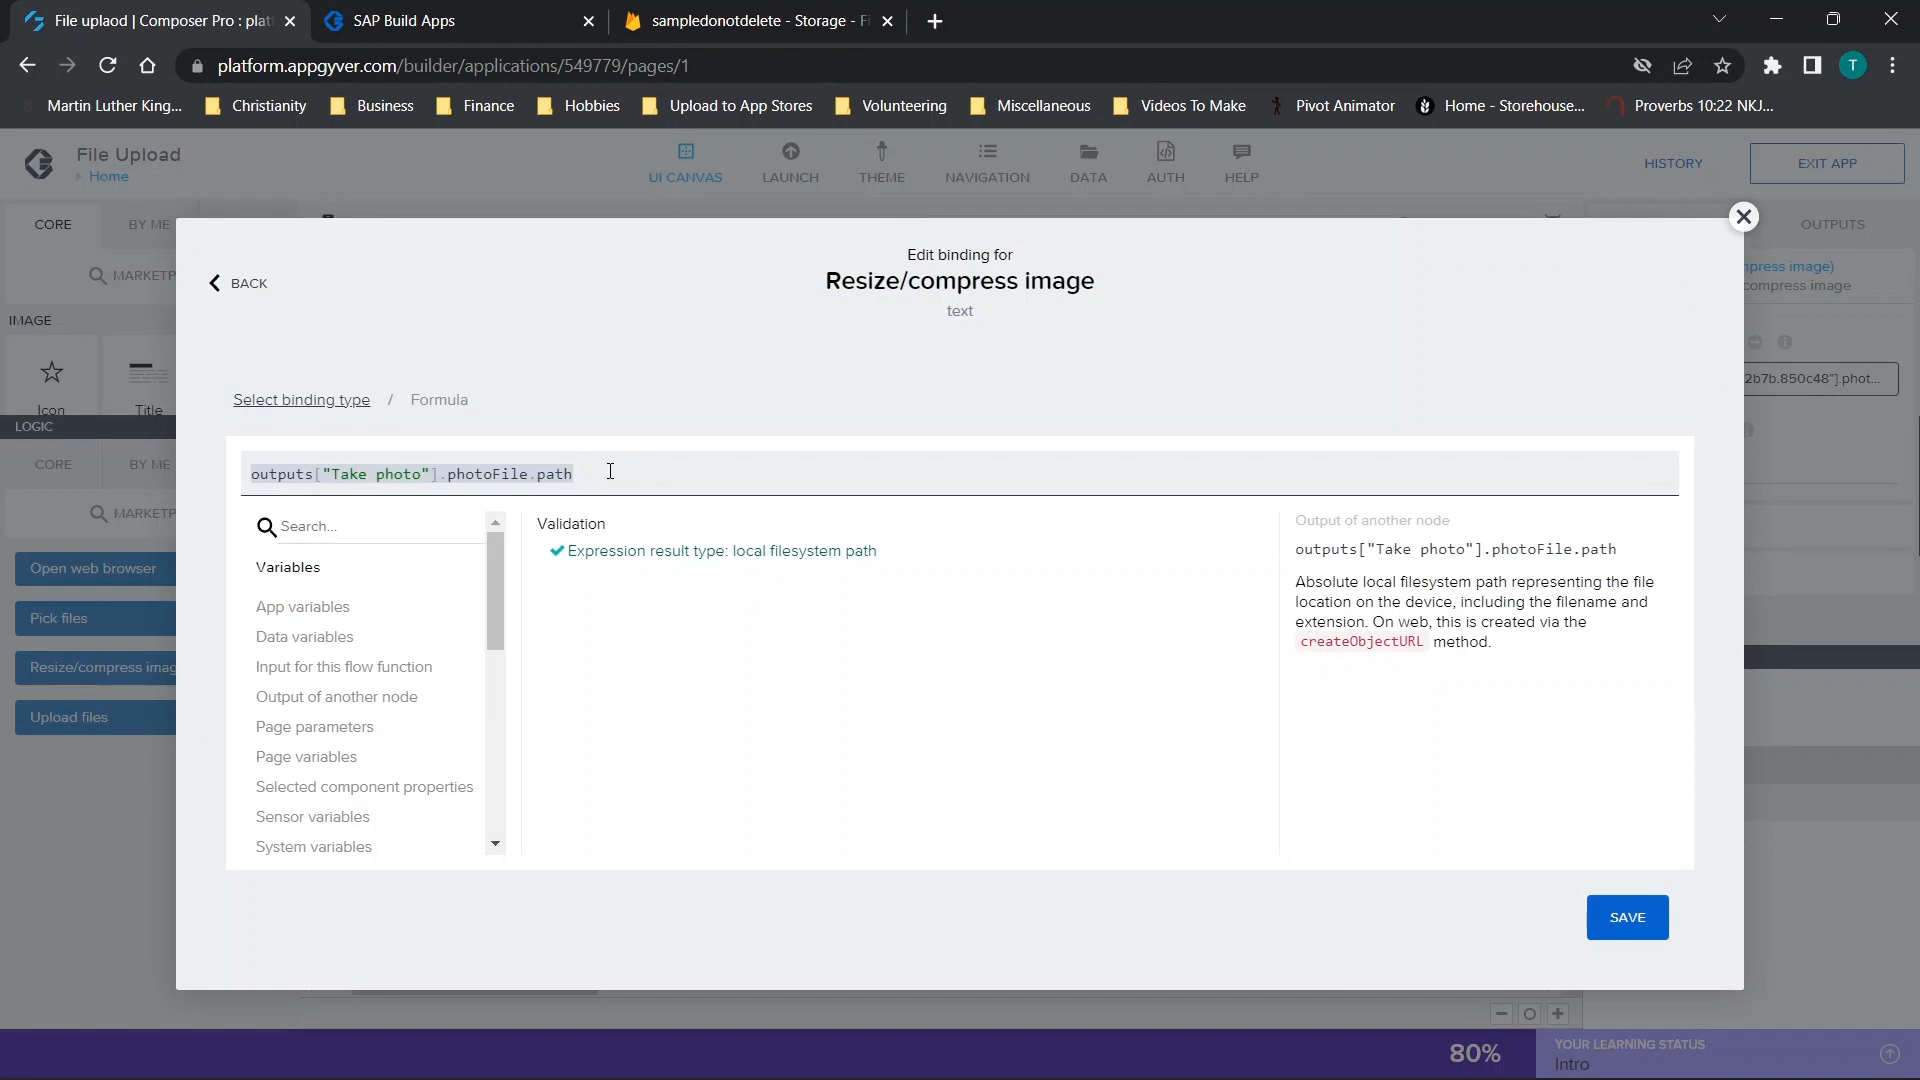 File uplaod | Composer Pro : plat
SAP Build Apps
sampledonotdelete - Storage - Fi
platform.appgyver.com/builder/applications/549779/pages/1
T
Martin Luther King...
Christianity
Business
Finance
Hobbies
Upload to App Stores
Volunteering
Miscellaneous
Videos To Make
Pivot Animator
Home - Storehouse...
Proverbs 10:22 NKJ...
File Upload
Home
UI CANVAS
LAUNCH
THEME
NAVIGATION
DATA
AUTH
HELP
HISTORY
EXIT APP
CORE
BY ME
OUTPUTS
MARKETP
IMAGE
Icon
Title
LOGIC
CORE
BY ME
MARKETP
Open web browser
Pick files
Resize/compress imag
Upload files
npress image)
compress image
2b7b.850c48"].phot...
BACK
Edit binding for
Resize/compress image
text
Select binding type / Formula
outputs["Take photo"].photoFile.path
Search...
Variables
App variables
Data variables
Input for this flow function
Output of another node
Page parameters
Page variables
Selected component properties
Sensor variables
System variables
Validation
Expression result type: local filesystem path
Output of another node
outputs["Take photo"].photoFile.path
Absolute local filesystem path representing the file
location on the device, including the filename and
extension. On web, this is created via the
createObjectURL method.
SAVE
80%
YOUR LEARNING STATUS
Intro